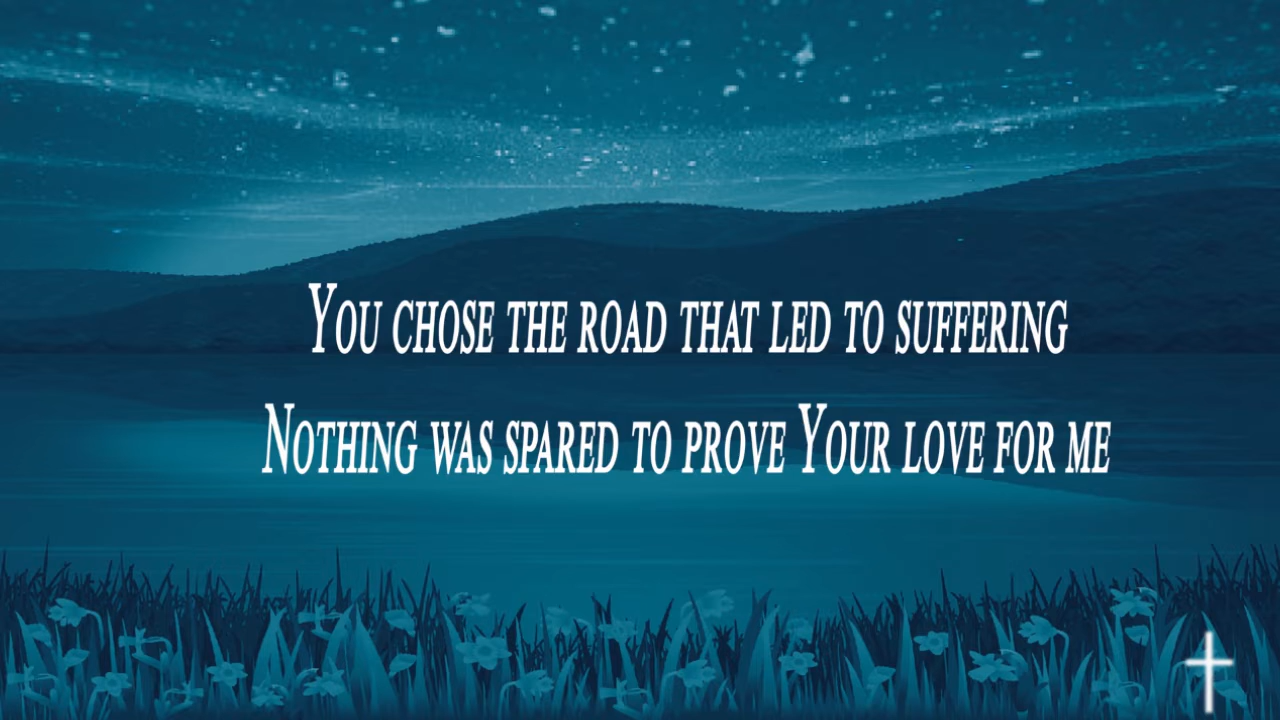 You chose the road that led to suffering
Nothing was spared to prove Your love for me